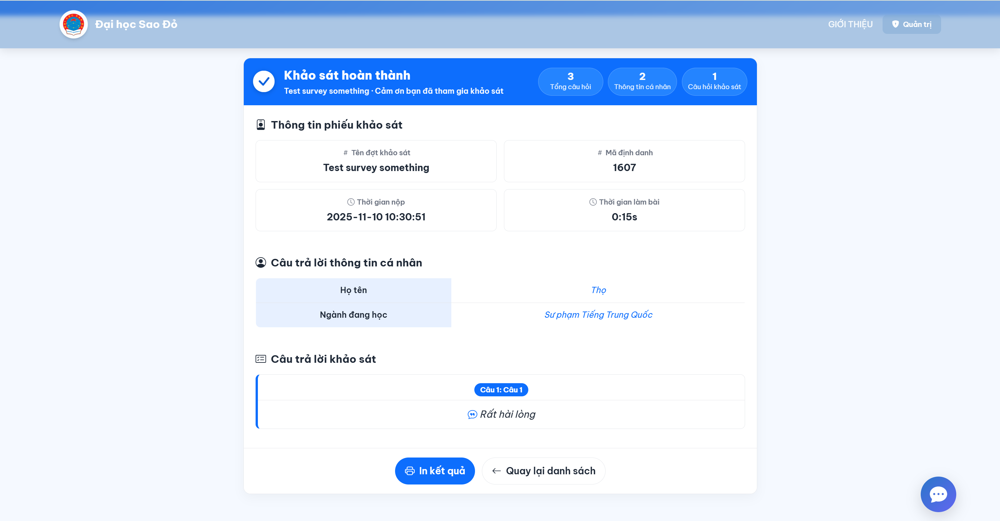 Đại học Sao Đỏ
GIỚI THIỆU
Quản trị
Khảo sát hoàn thành
Test survey something · Cảm ơn bạn đã tham gia khảo sát
3
Tổng câu hỏi
2
Thông tin cá nhân
1
Câu hỏi khảo sát
Thông tin phiếu khảo sát
# Tên đợt khảo sát
Test survey something
# Mã định danh
1607
Thời gian nộp
2025-11-10 10:30:51
Thời gian làm bài
0:15s
Câu trả lời thông tin cá nhân
Họ tên
Thọ
Ngành đang học
Sư phạm Tiếng Trung Quốc
Câu trả lời khảo sát
Câu 1: Câu 1
Rất hài lòng
In kết quả
Quay lại danh sách